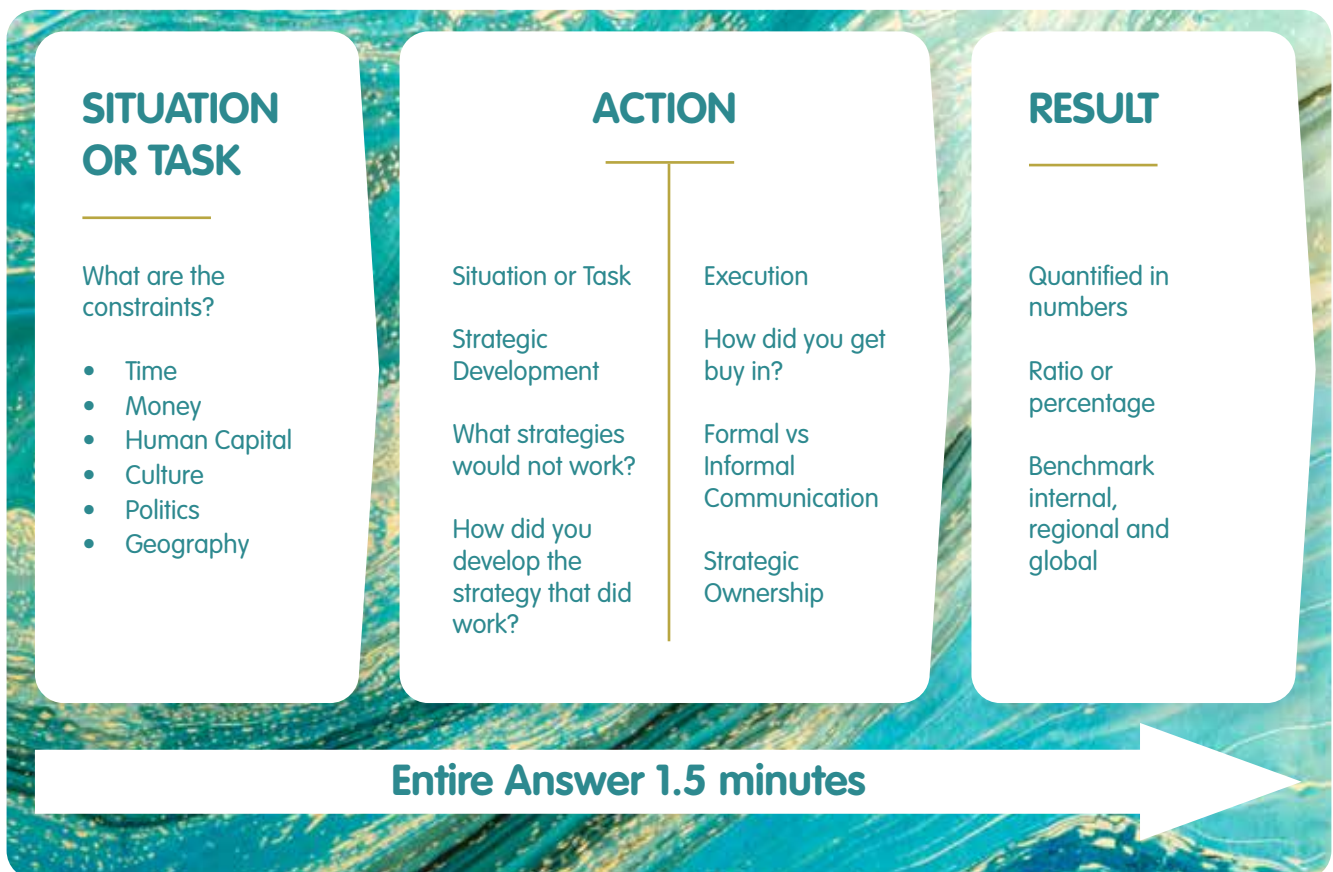 SITUATION
OR TASK
What are the
constraints?
• Time
• Money
• Human Capital
• Culture
• Politics
• Geography
ACTION
Situation or Task
Strategic
Development
What strategies
would not work?
How did you
develop the
strategy that did
work?
Execution
How did you get
buy in?
Formal vs
Informal
Communication
Strategic
Ownership
RESULT
Quantified in
numbers
Ratio or
percentage
Benchmark
internal,
regional and
global
Entire Answer 1.5 minutes